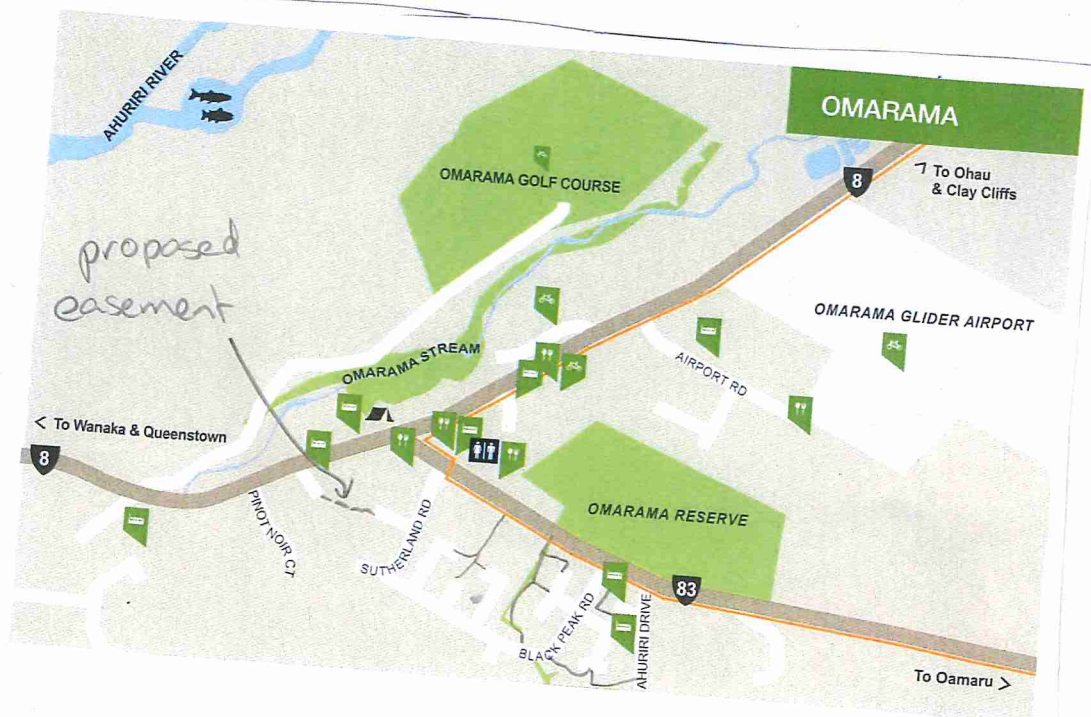 AHURIRI RIVER
OMARAMA
OMARAMA GOLF COURSE
8
To Ohau
& Clay Cliffs
proposed
easement
OMARAMA GLIDER AIRPORT
OMARAMA STREAM
AIRPORT RD
< To Wanaka & Queenstown
8
PINOT NOIR CT
SUTHERLAND RD
OMARAMA RESERVE
83
BLACK PEAK RD
AHURIRI DRIVE
To Oamaru >